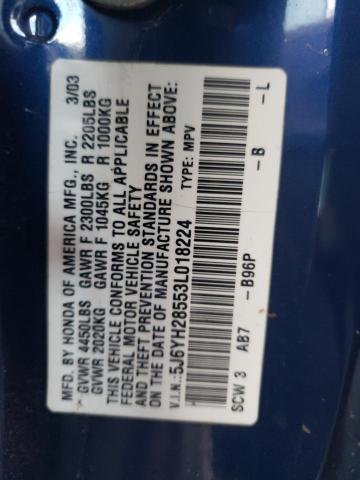 MFD. BY HONDA OF AMERICA MFG., INC. 3/03
GVWR 4450LBS GAWR F 2300LBS R 2205LBS
GVWR 2020KG GAWR F 1045KG R 1000KG
THIS VEHICLE CONFORMS TO ALL APPLICABLE
FEDERAL MOTOR VEHICLE SAFETY
AND THEFT PREVENTION STANDARDS IN EFFECT
ON THE DATE OF MANUFACTURE SHOWN ABOVE.
V.I.N.:5J6YH28553L018224 TYPE: MPV
SCW 3 AB7 -B96P -B -L